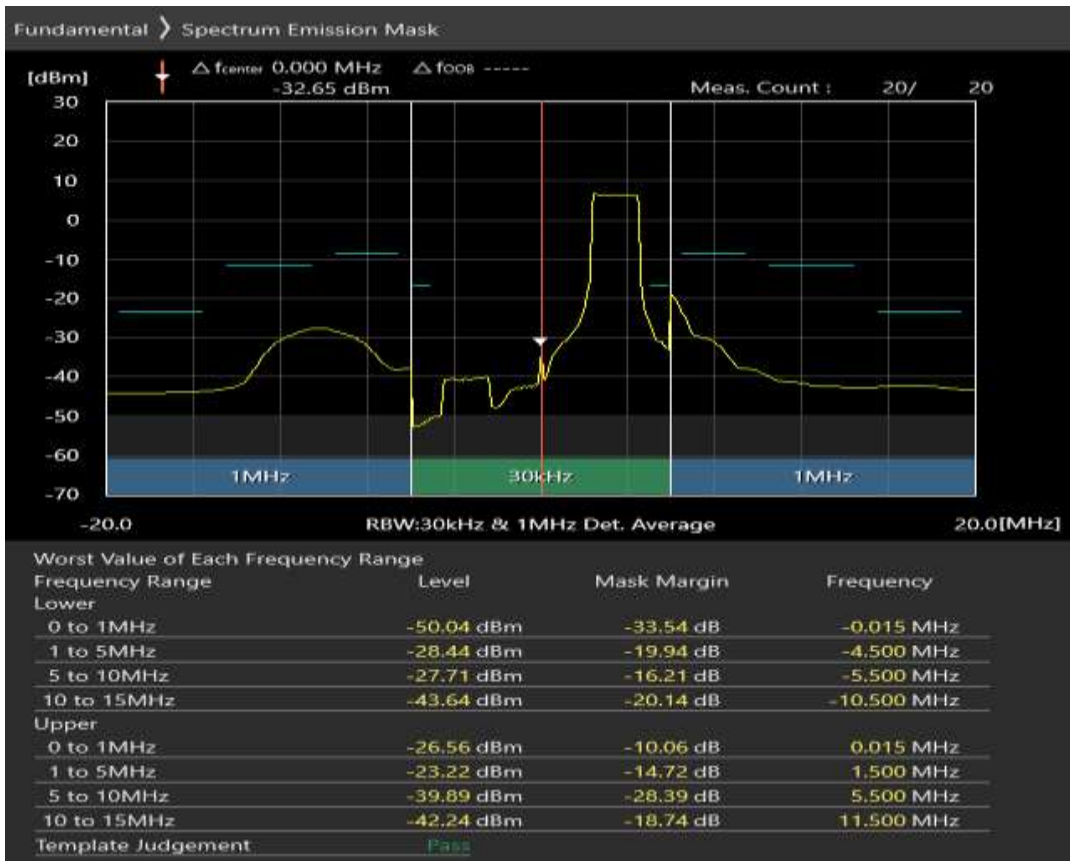 Fundamental 》 Spectrum Emission Mask
[dBm]
△ fcenter 0.000 MHz △ fOOB -----
-32.65 dBm
Meas. Count : 20/ 20
30
20
10
0
-10
-20
-30
-40
-50
-60
-70
1MHz 30kHz 1MHz
-20.0 RBW:30kHz & 1MHz Det. Average 20.0[MHz]
Worst Value of Each Frequency Range
Frequency Range Level Mask Margin Frequency
Lower
0 to 1MHz -50.04 dBm -33.54 dB -0.015 MHz
1 to 5MHz -28.44 dBm -19.94 dB -4.500 MHz
5 to 10MHz -27.71 dBm -16.21 dB -5.500 MHz
10 to 15MHz -43.64 dBm -20.14 dB -10.500 MHz
Upper
0 to 1MHz -26.56 dBm -10.06 dB 0.015 MHz
1 to 5MHz -23.22 dBm -14.72 dB 1.500 MHz
5 to 10MHz -39.89 dBm -28.39 dB 5.500 MHz
10 to 15MHz -42.24 dBm -18.74 dB 11.500 MHz
Template Judgement Pass